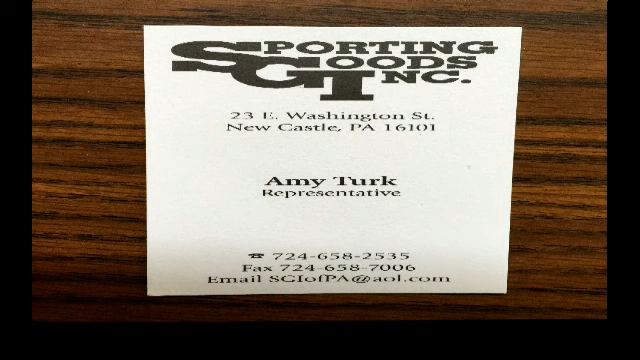 SPORTING
GOODS
INC.
23 E. Washington St.
New Castle, PA 16101
Amy Turk
Representative
☎ 724-658-2535
Fax 724-658-7006
Email SGIofPA@aol.com